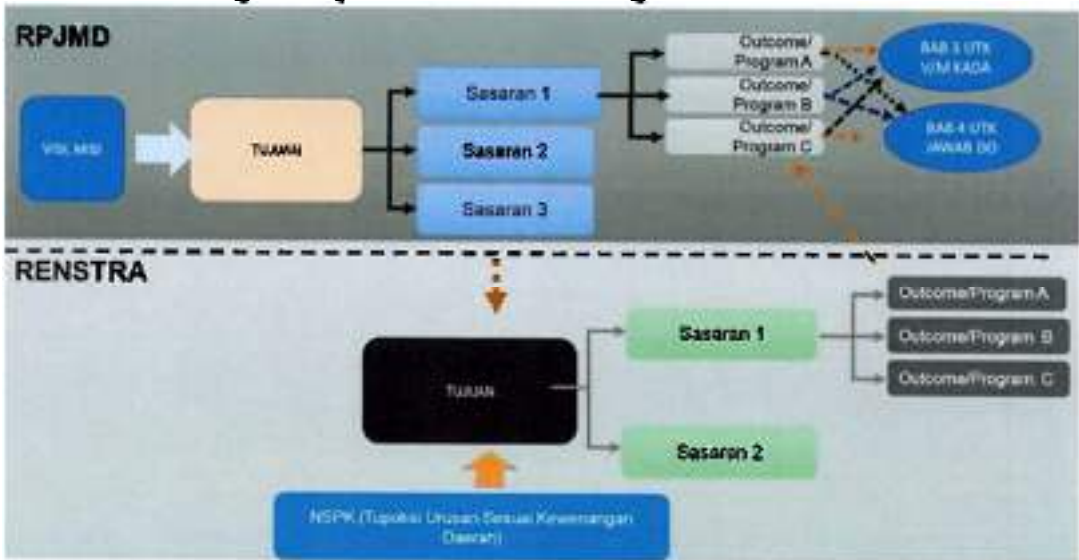 RPJMD
VISI, MISI
TUJUAN
Sasaran 1
Sasaran 2
Sasaran 3
Outcome/
Program A
Outcome/
Program B
Outcome/
Program C
BAB 3 UTK
V/M KADA
BAB 4 UTK
JAWAB DO
RENSTRA
TUJUAN
Sasaran 1
Sasaran 2
Outcome/Program A
Outcome/Program B
Outcome/Program C
NSPK (Tupoksi Urusan Sesuai Kewenangan
Daerah)